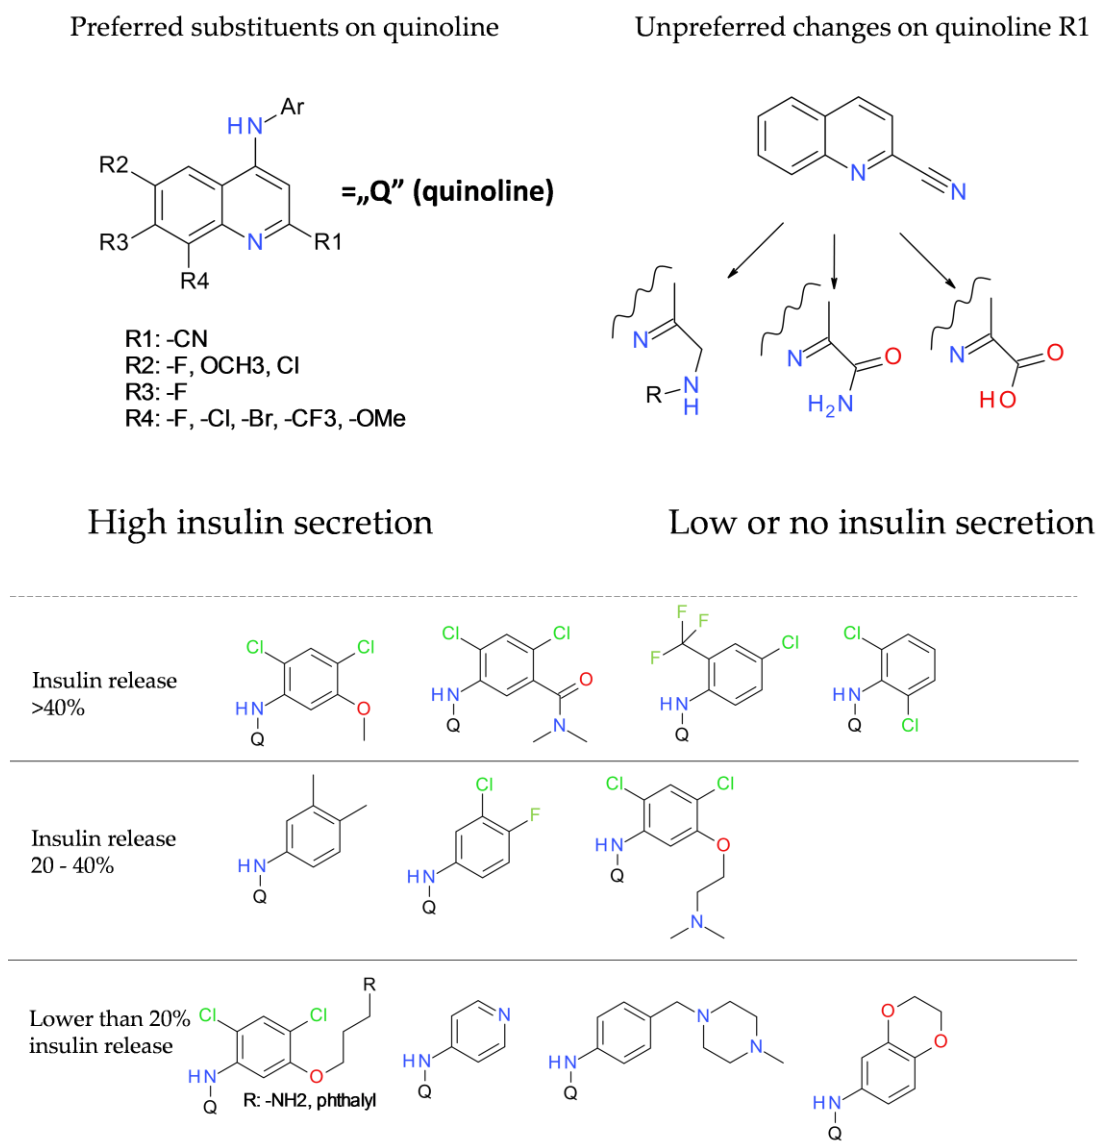 Preferred substituents on quinoline
Unpreferred changes on quinoline R1
Ar
HN
R2
R3
R4
N
R1
=„Q” (quinoline)
N
N
R1: -CN
R2: -F, OCH3, Cl
R3: -F
R4: -F, -Cl, -Br, -CF3, -OMe
N
R
N
H
N
O
H2N
N
O
HO
High insulin secretion
Low or no insulin secretion
Insulin release
>40%
Cl
Cl
HN
Q
O
Cl
Cl
HN
Q
O
N
F
F
F
Cl
HN
Q
Cl
HN
Q
Cl
Insulin release
20 - 40%
HN
Q
Cl
F
HN
Q
Cl
Cl
HN
Q
O
N
Lower than 20%
insulin release
Cl
Cl
R
HN
Q
O
R: -NH2, phthalyl
N
HN
Q
N
N
HN
Q
O
O
HN
Q